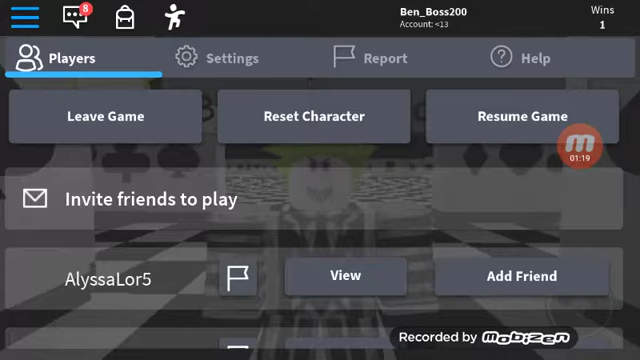 8
Ben_Boss200
Account: <13
Wins
1
Players
Settings
Report
Help
Leave Game
Reset Character
Resume Game
01:19
Invite friends to play
AlyssaLor5
View
Add Friend
Recorded by mobizen